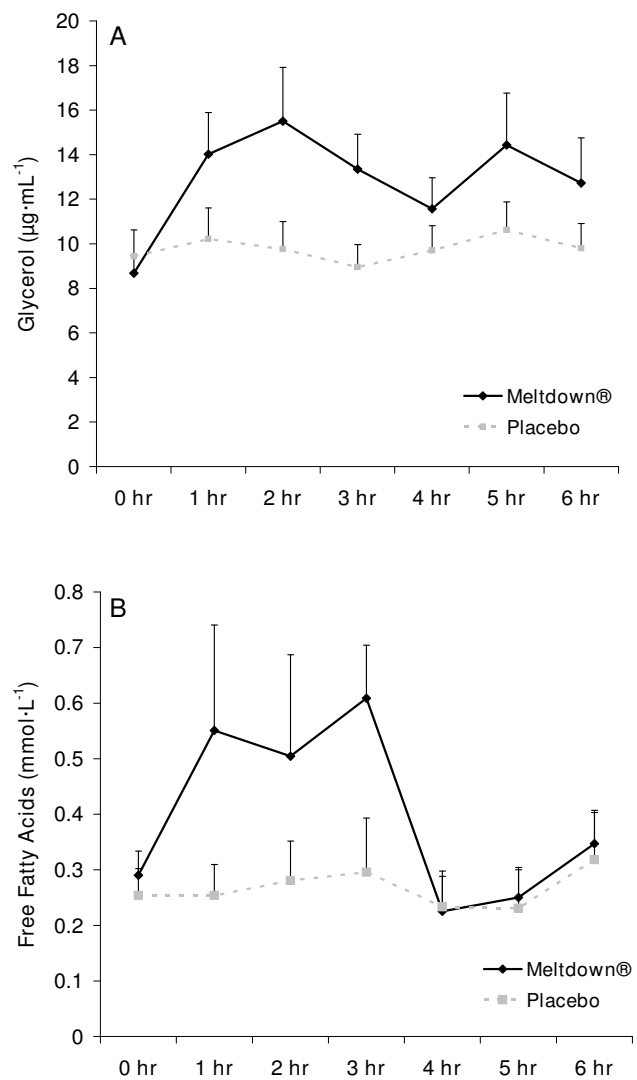 A
20
18
16
14
12
10
8
6
4
2
0
Glycerol (µg·mL⁻¹)
Meltdown®
Placebo
0 hr 1 hr 2 hr 3 hr 4 hr 5 hr 6 hr
B
0.8
0.7
0.6
0.5
0.4
0.3
0.2
0.1
0
Free Fatty Acids (mmol·L⁻¹)
Meltdown®
Placebo
0 hr 1 hr 2 hr 3 hr 4 hr 5 hr 6 hr